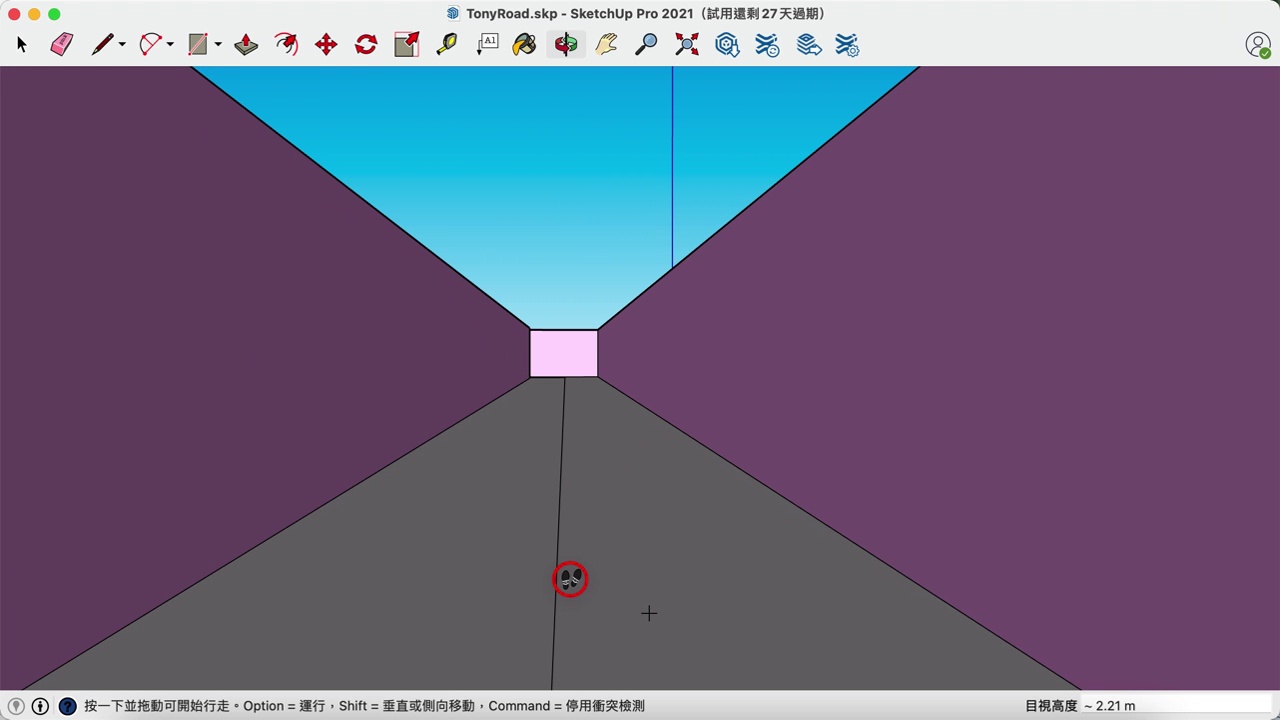 TonyRoad.skp - SketchUp Pro 2021（試用還剩 27 天過期）
A1
按一下並拖動可開始行走。Option = 運行，Shift = 垂直或側向移動，Command = 停用衝突檢測
目視高度 ~ 2.21 m